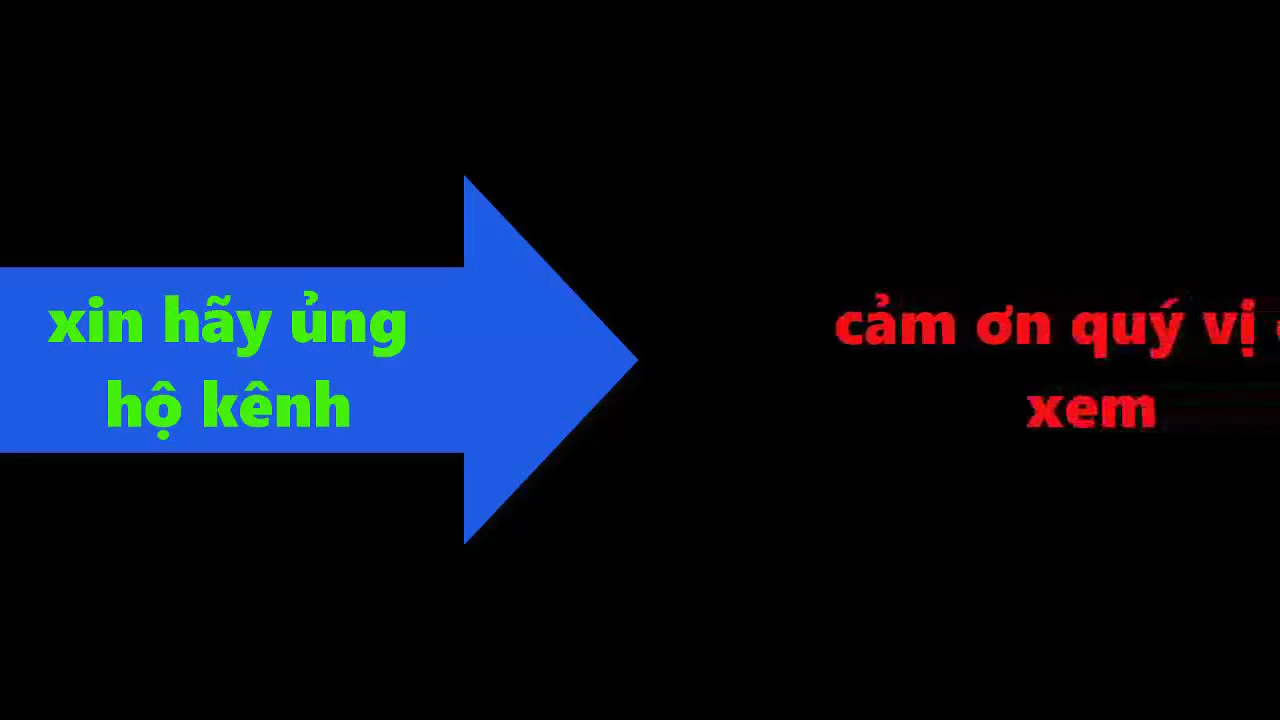 xin hãy ủng
hộ kênh
cảm ơn quý vị
xem